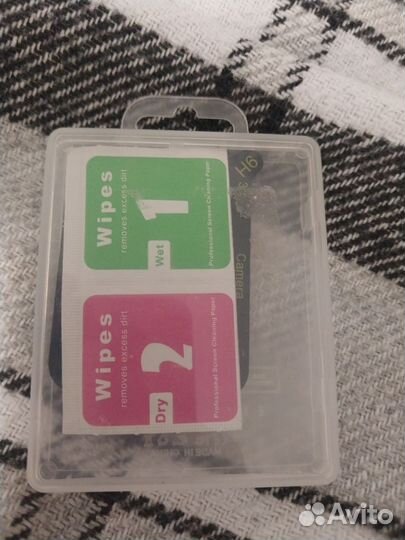 Wipes
removes excess dirt
Wet
1
Professional Screen Cleaning Paper
Wipes
removes excess dirt
Dry
2
Professional Screen Cleaning Paper
H6
Camera
Avito